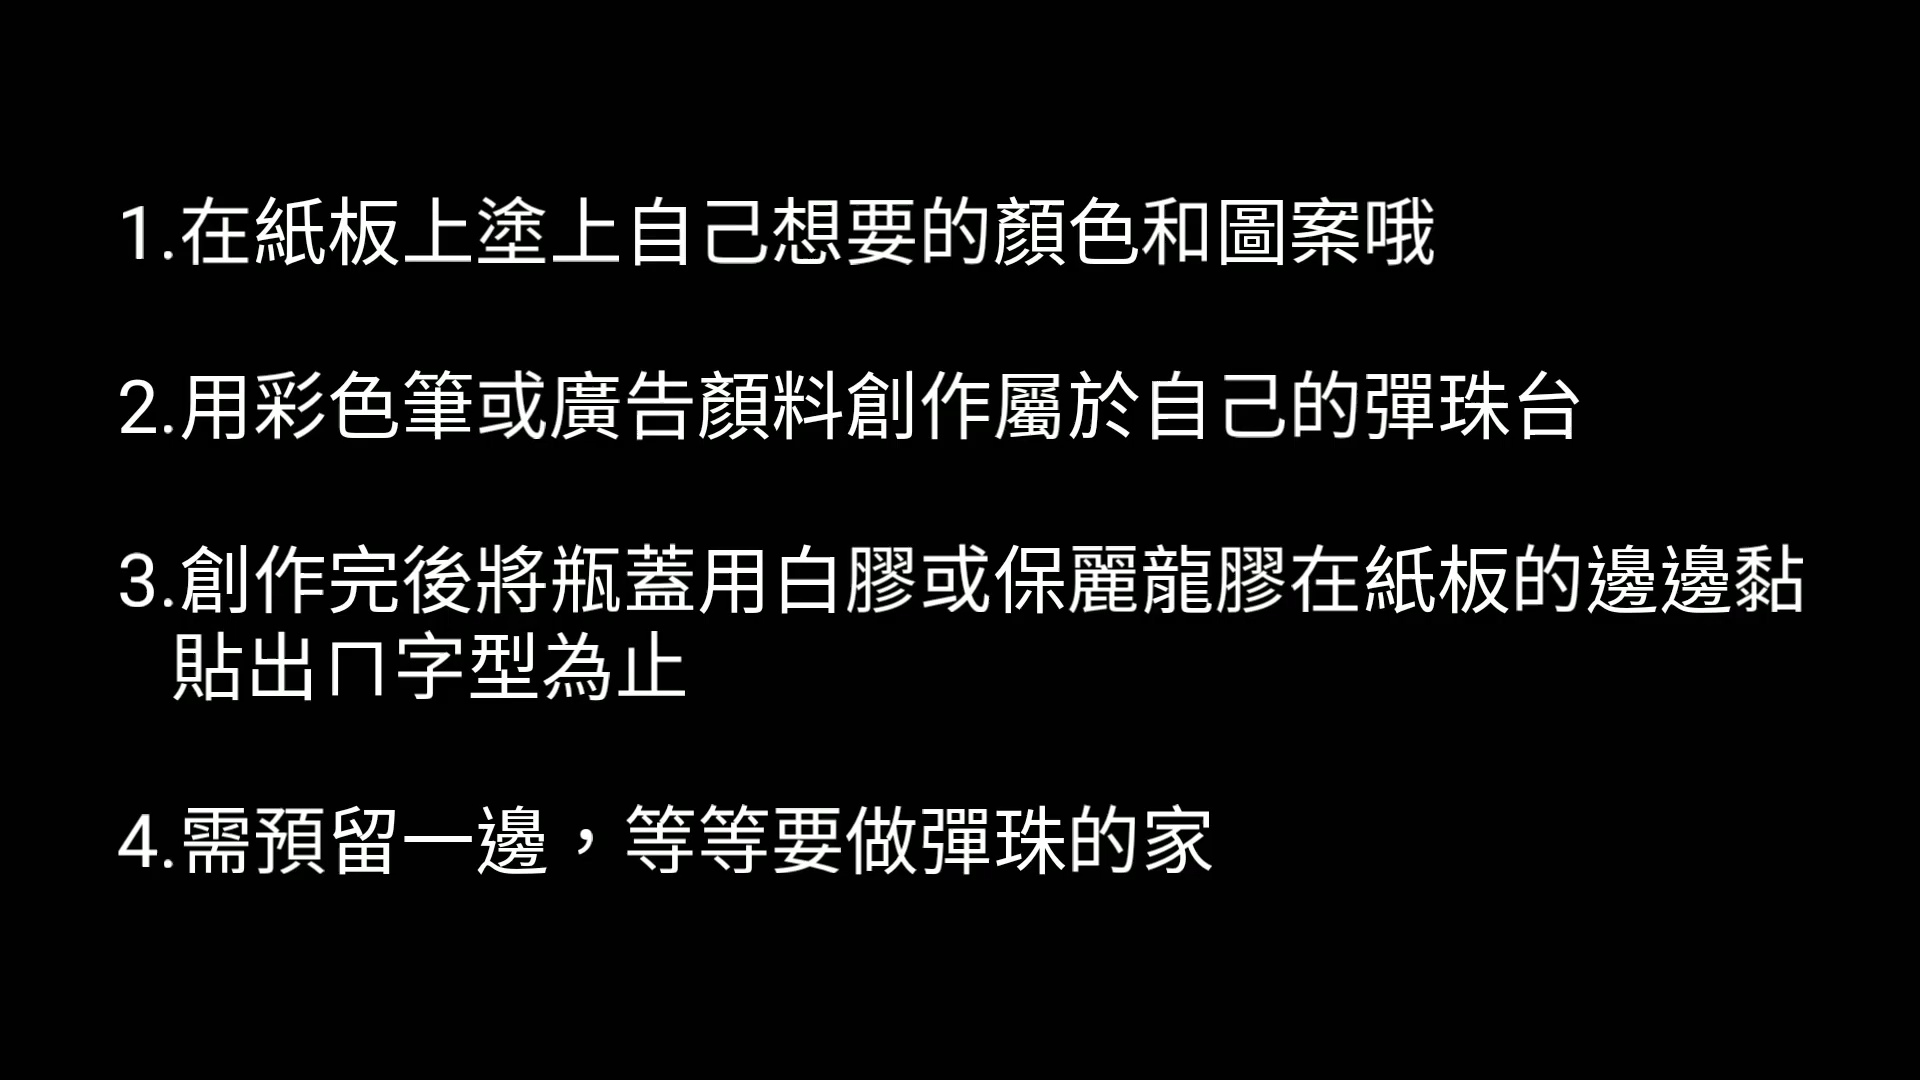 1.在紙板上塗上自己想要的顏色和圖案哦
2.用彩色筆或廣告顏料創作屬於自己的彈珠台
3.創作完後將瓶蓋用白膠或保麗龍膠在紙板的邊邊黏
貼出ㄇ字型為止
4.需預留一邊，等等要做彈珠的家